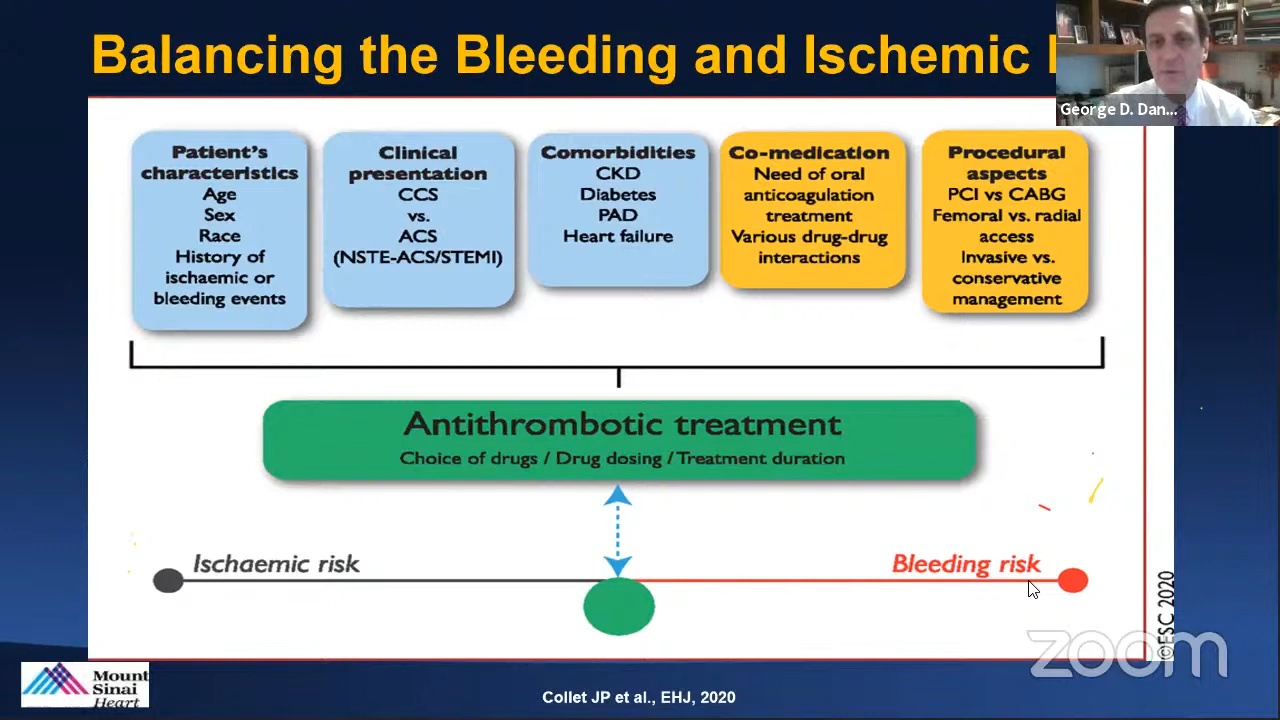 Balancing the Bleeding and Ischemic
George D. Dan...
Patient's
characteristics
Age
Sex
Race
History of
ischaemic or
bleeding events
Clinical
presentation
CCS
vs.
ACS
(NSTE-ACS/STEMI)
Comorbidities
CKD
Diabetes
PAD
Heart failure
Co-medication
Need of oral
anticoagulation
treatment
Various drug-drug
interactions
Procedural
aspects
PCI vs CABG
Femoral vs. radial
access
Invasive vs.
conservative
management
Antithrombotic treatment
Choice of drugs / Drug dosing / Treatment duration
Ischaemic risk
Bleeding risk
©ESC 2020
zoom
Mount
Sinai
Heart
Collet JP et al., EHJ, 2020